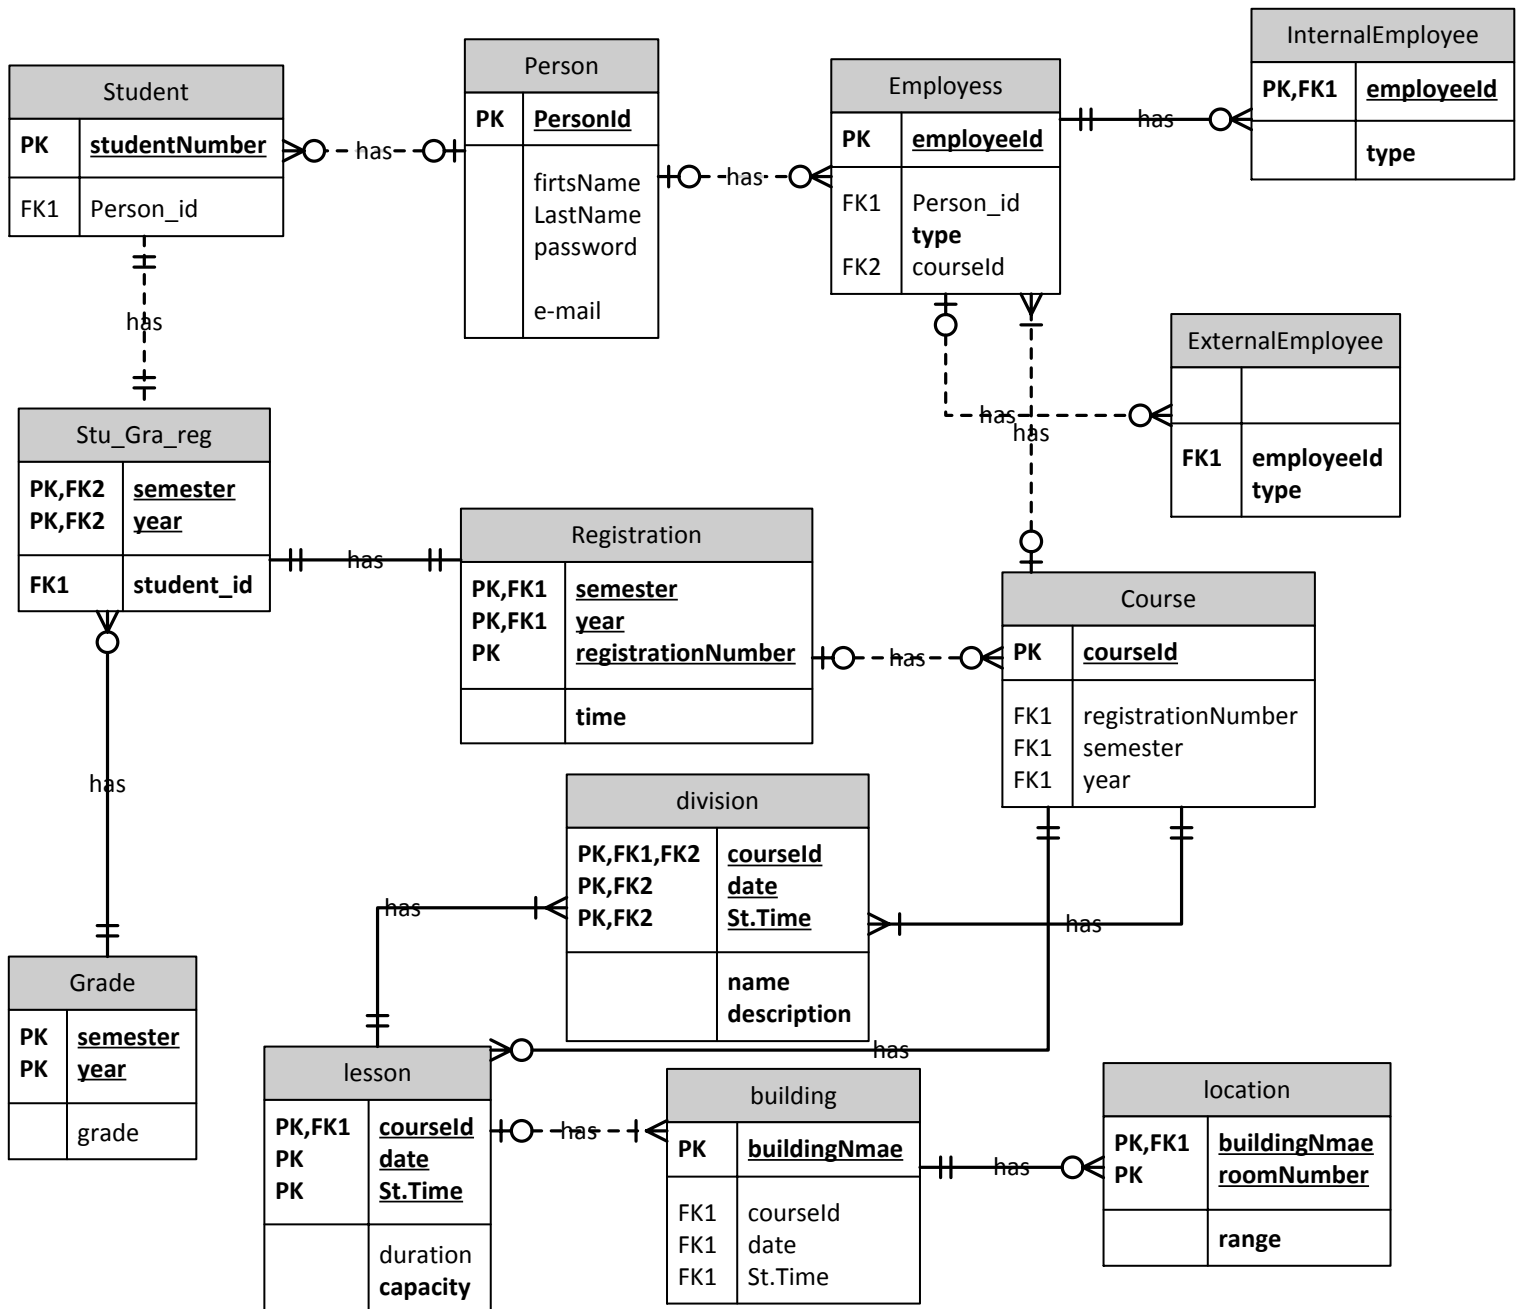 Student
PK studentNumber
FK1 Person_id
has
Person
PK PersonId
firtsName
LastName
password
e-mail
has
Employess
PK employeeId
FK1 Person_id
type
FK2 courseId
has
InternalEmployee
PK,FK1 employeeId
type
has
has
has
ExternalEmployee
FK1 employeeId
type
Stu_Gra_reg
PK,FK2 semester
PK,FK2 year
FK1 student_id
has
Registration
PK,FK1 semester
PK,FK1 year
PK registrationNumber
time
has
Course
PK courseId
FK1 registrationNumber
FK1 semester
FK1 year
has
division
PK,FK1,FK2 courseId
PK,FK2 date
PK,FK2 St.Time
name
description
has
has
has
Grade
PK semester
PK year
grade
lesson
PK,FK1 courseId
PK date
PK St.Time
duration
capacity
has
building
PK buildingNmae
FK1 courseId
FK1 date
FK1 St.Time
has
location
PK,FK1 buildingNmae
PK roomNumber
range